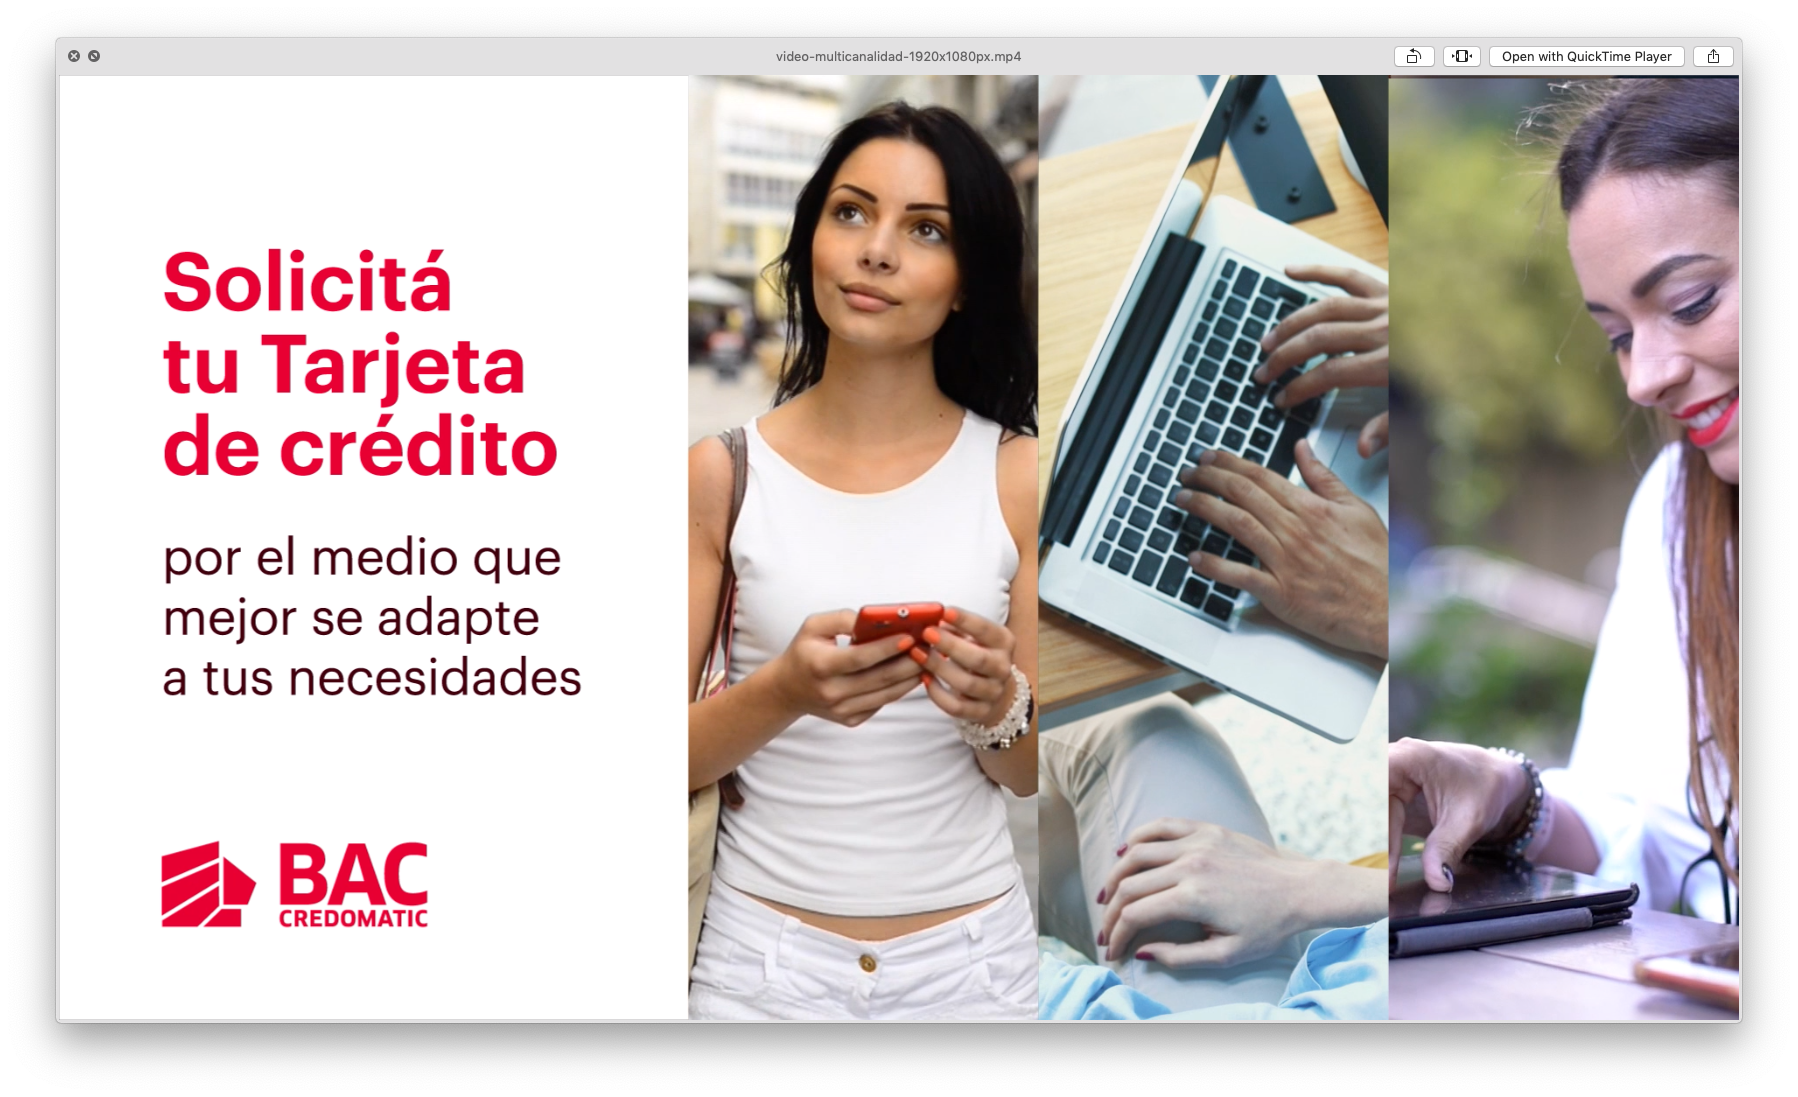 video-multicanalidad-1920x1080px.mp4
Open with QuickTime Player
Solicitá
tu Tarjeta
de crédito
por el medio que
mejor se adapte
a tus necesidades
BAC
CREDOMATIC